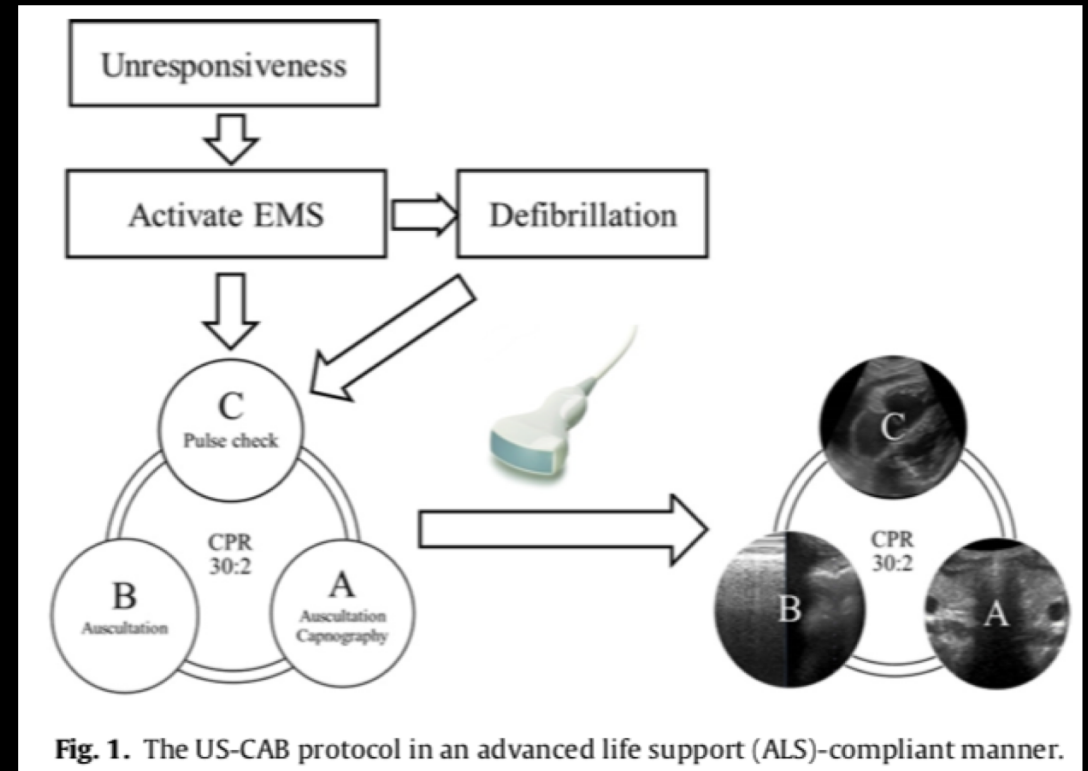 Unresponsiveness
Activate EMS
Defibrillation
C
Pulse check
CPR
30:2
B
Auscultation
A
Auscultation
Capnography
C
CPR
30:2
B
A
Fig. 1. The US-CAB protocol in an advanced life support (ALS)-compliant manner.